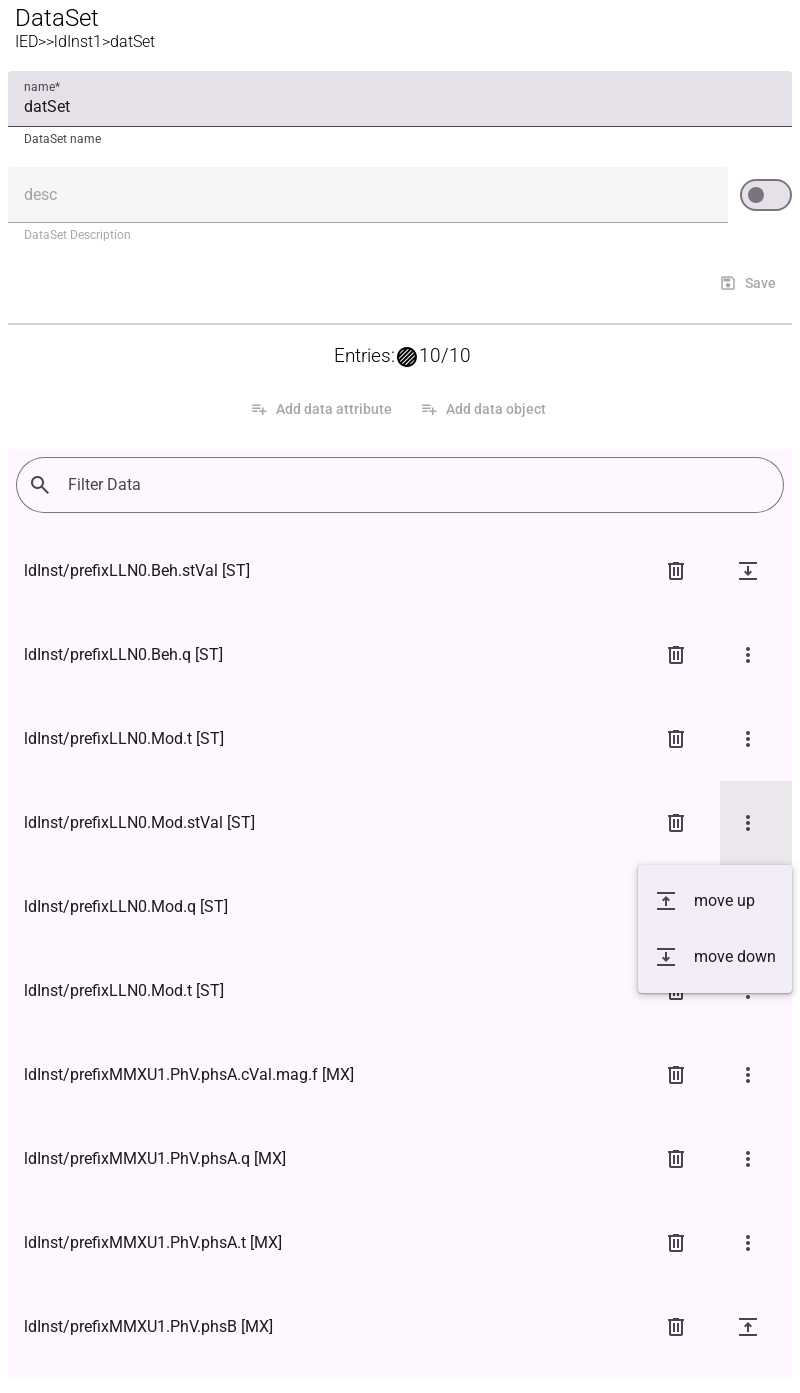 DataSet
IED>>ldInst1>datSet
name*
datSet
DataSet name
desc
DataSet Description
Save
Entries: 10/10
Add data attribute Add data object
Filter Data
ldInst/prefixLLN0.Beh.stVal [ST]
ldInst/prefixLLN0.Beh.q [ST]
ldInst/prefixLLN0.Mod.t [ST]
ldInst/prefixLLN0.Mod.stVal [ST]
ldInst/prefixLLN0.Mod.q [ST]
move up
move down
ldInst/prefixLLN0.Mod.t [ST]
ldInst/prefixMMXU1.PhV.phsA.cVal.mag.f [MX]
ldInst/prefixMMXU1.PhV.phsA.q [MX]
ldInst/prefixMMXU1.PhV.phsA.t [MX]
ldInst/prefixMMXU1.PhV.phsB [MX]